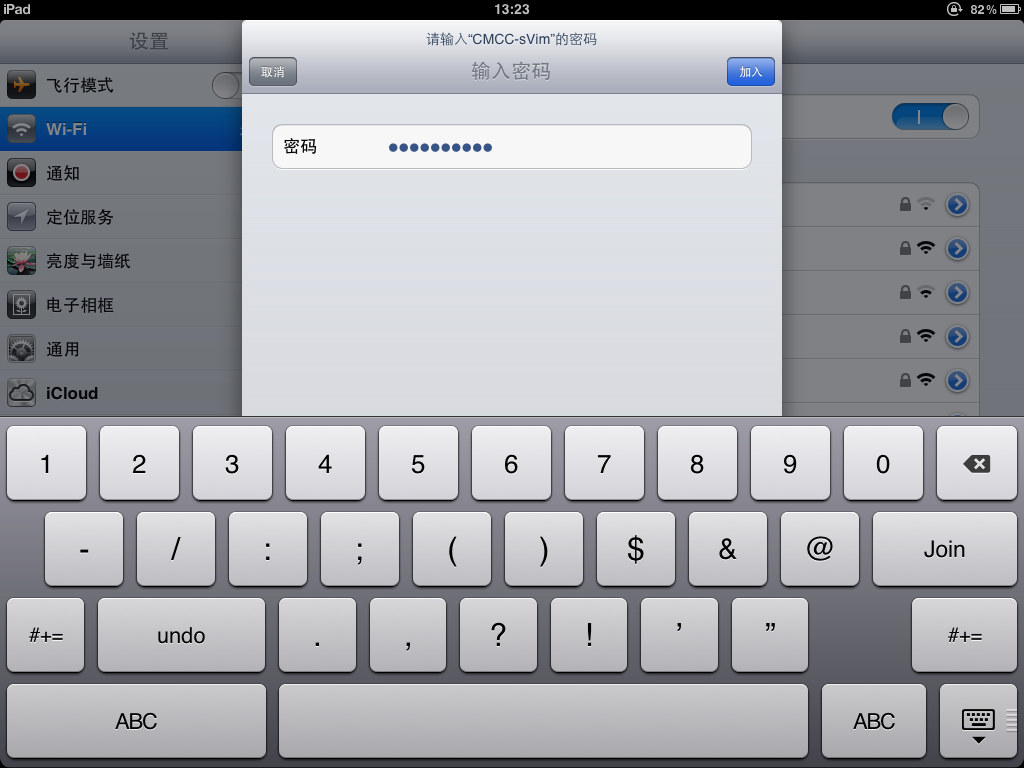 iPad
13:23
82%
设置
请输入“CMCC-sVim”的密码
取消
输入密码
加入
飞行模式
Wi-Fi
密码
通知
定位服务
亮度与墙纸
电子相框
通用
iCloud
1 2 3 4 5 6 7 8 9 0
- / : ; ( ) $ & @ Join
#+= undo . , ? ! ’ ” #+=
ABC ABC